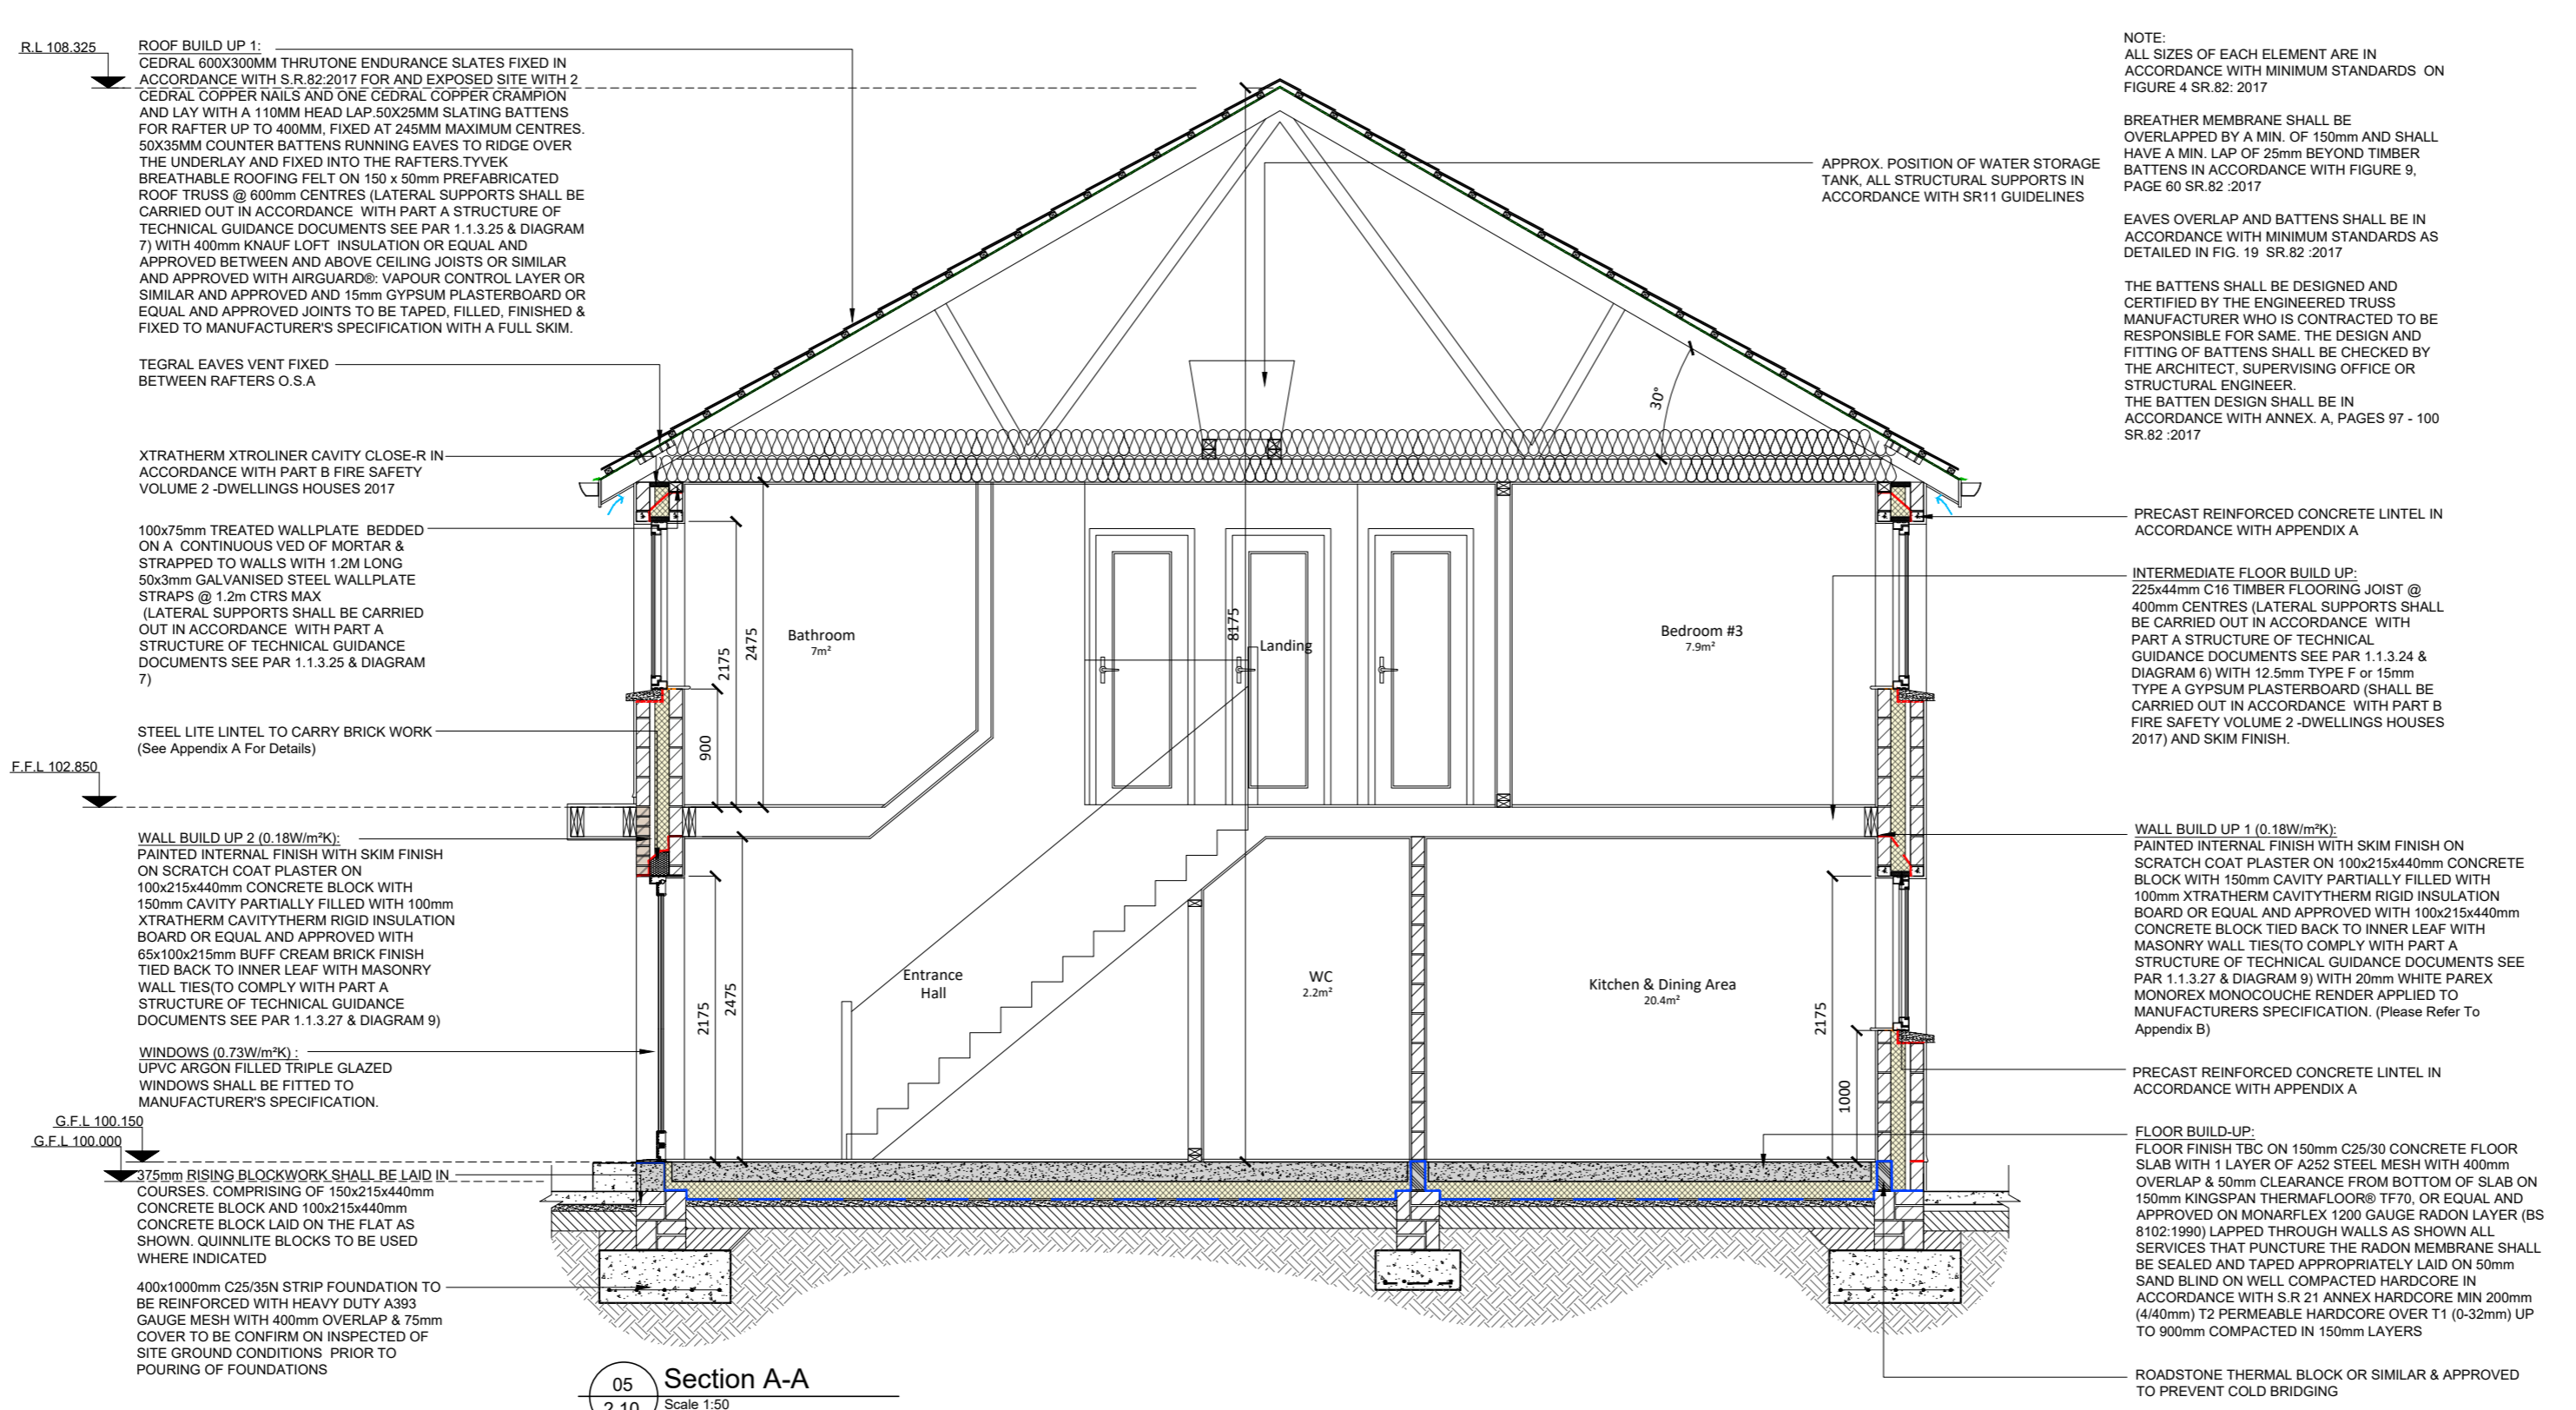 R.L 108.325
ROOF BUILD UP 1:
CEDRAL 600X300MM THRUTONE ENDURANCE SLATES FIXED IN
ACCORDANCE WITH S.R.82:2017 FOR AND EXPOSED SITE WITH 2
CEDRAL COPPER NAILS AND ONE CEDRAL COPPER CRAMPION
AND LAY WITH A 110MM HEAD LAP.50X25MM SLATING BATTENS
FOR RAFTER UP TO 400MM, FIXED AT 245MM MAXIMUM CENTRES.
50X35MM COUNTER BATTENS RUNNING EAVES TO RIDGE OVER
THE UNDERLAY AND FIXED INTO THE RAFTERS.TYVEK
BREATHABLE ROOFING FELT ON 150 x 50mm PREFABRICATED
ROOF TRUSS @ 600mm CENTRES (LATERAL SUPPORTS SHALL BE
CARRIED OUT IN ACCORDANCE WITH PART A STRUCTURE OF
TECHNICAL GUIDANCE DOCUMENTS SEE PAR 1.1.3.25 & DIAGRAM
7) WITH 400mm KNAUF LOFT INSULATION OR EQUAL AND
APPROVED BETWEEN AND ABOVE CEILING JOISTS OR SIMILAR
AND APPROVED WITH AIRGUARD®: VAPOUR CONTROL LAYER OR
SIMILAR AND APPROVED AND 15mm GYPSUM PLASTERBOARD OR
EQUAL AND APPROVED JOINTS TO BE TAPED, FILLED, FINISHED &
FIXED TO MANUFACTURER'S SPECIFICATION WITH A FULL SKIM.
TEGRAL EAVES VENT FIXED
BETWEEN RAFTERS O.S.A
XTRATHERM XTROLINER CAVITY CLOSE-R IN
ACCORDANCE WITH PART B FIRE SAFETY
VOLUME 2 -DWELLINGS HOUSES 2017
100x75mm TREATED WALLPLATE BEDDED
ON A CONTINUOUS VED OF MORTAR &
STRAPPED TO WALLS WITH 1.2M LONG
50x3mm GALVANISED STEEL WALLPLATE
STRAPS @ 1.2m CTRS MAX
(LATERAL SUPPORTS SHALL BE CARRIED
OUT IN ACCORDANCE WITH PART A
STRUCTURE OF TECHNICAL GUIDANCE
DOCUMENTS SEE PAR 1.1.3.25 & DIAGRAM
7)
STEEL LITE LINTEL TO CARRY BRICK WORK
(See Appendix A For Details)
F.F.L 102.850
WALL BUILD UP 2 (0.18W/m²K):
PAINTED INTERNAL FINISH WITH SKIM FINISH
ON SCRATCH COAT PLASTER ON
100x215x440mm CONCRETE BLOCK WITH
150mm CAVITY PARTIALLY FILLED WITH 100mm
XTRATHERM CAVITYTHERM RIGID INSULATION
BOARD OR EQUAL AND APPROVED WITH
65x100x215mm BUFF CREAM BRICK FINISH
TIED BACK TO INNER LEAF WITH MASONRY
WALL TIES(TO COMPLY WITH PART A
STRUCTURE OF TECHNICAL GUIDANCE
DOCUMENTS SEE PAR 1.1.3.27 & DIAGRAM 9)
WINDOWS (0.73W/m²K) :
UPVC ARGON FILLED TRIPLE GLAZED
WINDOWS SHALL BE FITTED TO
MANUFACTURER'S SPECIFICATION.
G.F.L 100.150
G.F.L 100.000
375mm RISING BLOCKWORK SHALL BE LAID IN
COURSES. COMPRISING OF 150x215x440mm
CONCRETE BLOCK AND 100x215x440mm
CONCRETE BLOCK LAID ON THE FLAT AS
SHOWN. QUINNLITE BLOCKS TO BE USED
WHERE INDICATED
400x1000mm C25/35N STRIP FOUNDATION TO
BE REINFORCED WITH HEAVY DUTY A393
GAUGE MESH WITH 400mm OVERLAP & 75mm
COVER TO BE CONFIRM ON INSPECTED OF
SITE GROUND CONDITIONS PRIOR TO
POURING OF FOUNDATIONS
30°
Bathroom
7m²
2175
2475
900
8175
Landing
Bedroom #3
7.9m²
Entrance
Hall
2175
2475
WC
2.2m²
Kitchen & Dining Area
20.4m²
2175
1000
05
2.10
Section A-A
Scale 1:50
NOTE:
ALL SIZES OF EACH ELEMENT ARE IN
ACCORDANCE WITH MINIMUM STANDARDS ON
FIGURE 4 SR.82: 2017
BREATHER MEMBRANE SHALL BE
OVERLAPPED BY A MIN. OF 150mm AND SHALL
HAVE A MIN. LAP OF 25mm BEYOND TIMBER
BATTENS IN ACCORDANCE WITH FIGURE 9,
PAGE 60 SR.82 :2017
EAVES OVERLAP AND BATTENS SHALL BE IN
ACCORDANCE WITH MINIMUM STANDARDS AS
DETAILED IN FIG. 19 SR.82 :2017
THE BATTENS SHALL BE DESIGNED AND
CERTIFIED BY THE ENGINEERED TRUSS
MANUFACTURER WHO IS CONTRACTED TO BE
RESPONSIBLE FOR SAME. THE DESIGN AND
FITTING OF BATTENS SHALL BE CHECKED BY
THE ARCHITECT, SUPERVISING OFFICE OR
STRUCTURAL ENGINEER.
THE BATTEN DESIGN SHALL BE IN
ACCORDANCE WITH ANNEX. A, PAGES 97 - 100
SR.82 :2017
APPROX. POSITION OF WATER STORAGE
TANK, ALL STRUCTURAL SUPPORTS IN
ACCORDANCE WITH SR11 GUIDELINES
PRECAST REINFORCED CONCRETE LINTEL IN
ACCORDANCE WITH APPENDIX A
INTERMEDIATE FLOOR BUILD UP:
225x44mm C16 TIMBER FLOORING JOIST @
400mm CENTRES (LATERAL SUPPORTS SHALL
BE CARRIED OUT IN ACCORDANCE WITH
PART A STRUCTURE OF TECHNICAL
GUIDANCE DOCUMENTS SEE PAR 1.1.3.24 &
DIAGRAM 6) WITH 12.5mm TYPE F or 15mm
TYPE A GYPSUM PLASTERBOARD (SHALL BE
CARRIED OUT IN ACCORDANCE WITH PART B
FIRE SAFETY VOLUME 2 -DWELLINGS HOUSES
2017) AND SKIM FINISH.
WALL BUILD UP 1 (0.18W/m²K):
PAINTED INTERNAL FINISH WITH SKIM FINISH ON
SCRATCH COAT PLASTER ON 100x215x440mm CONCRETE
BLOCK WITH 150mm CAVITY PARTIALLY FILLED WITH
100mm XTRATHERM CAVITYTHERM RIGID INSULATION
BOARD OR EQUAL AND APPROVED WITH 100x215x440mm
CONCRETE BLOCK TIED BACK TO INNER LEAF WITH
MASONRY WALL TIES(TO COMPLY WITH PART A
STRUCTURE OF TECHNICAL GUIDANCE DOCUMENTS SEE
PAR 1.1.3.27 & DIAGRAM 9) WITH 20mm WHITE PAREX
MONOREX MONOCOUCHE RENDER APPLIED TO
MANUFACTURERS SPECIFICATION. (Please Refer To
Appendix B)
PRECAST REINFORCED CONCRETE LINTEL IN
ACCORDANCE WITH APPENDIX A
FLOOR BUILD-UP:
FLOOR FINISH TBC ON 150mm C25/30 CONCRETE FLOOR
SLAB WITH 1 LAYER OF A252 STEEL MESH WITH 400mm
OVERLAP & 50mm CLEARANCE FROM BOTTOM OF SLAB ON
150mm KINGSPAN THERMAFLOOR® TF70, OR EQUAL AND
APPROVED ON MONARFLEX 1200 GAUGE RADON LAYER (BS
8102:1990) LAPPED THROUGH WALLS AS SHOWN ALL
SERVICES THAT PUNCTURE THE RADON MEMBRANE SHALL
BE SEALED AND TAPED APPROPRIATELY LAID ON 50mm
SAND BLIND ON WELL COMPACTED HARDCORE IN
ACCORDANCE WITH S.R 21 ANNEX HARDCORE MIN 200mm
(4/40mm) T2 PERMEABLE HARDCORE OVER T1 (0-32mm) UP
TO 900mm COMPACTED IN 150mm LAYERS
ROADSTONE THERMAL BLOCK OR SIMILAR & APPROVED
TO PREVENT COLD BRIDGING